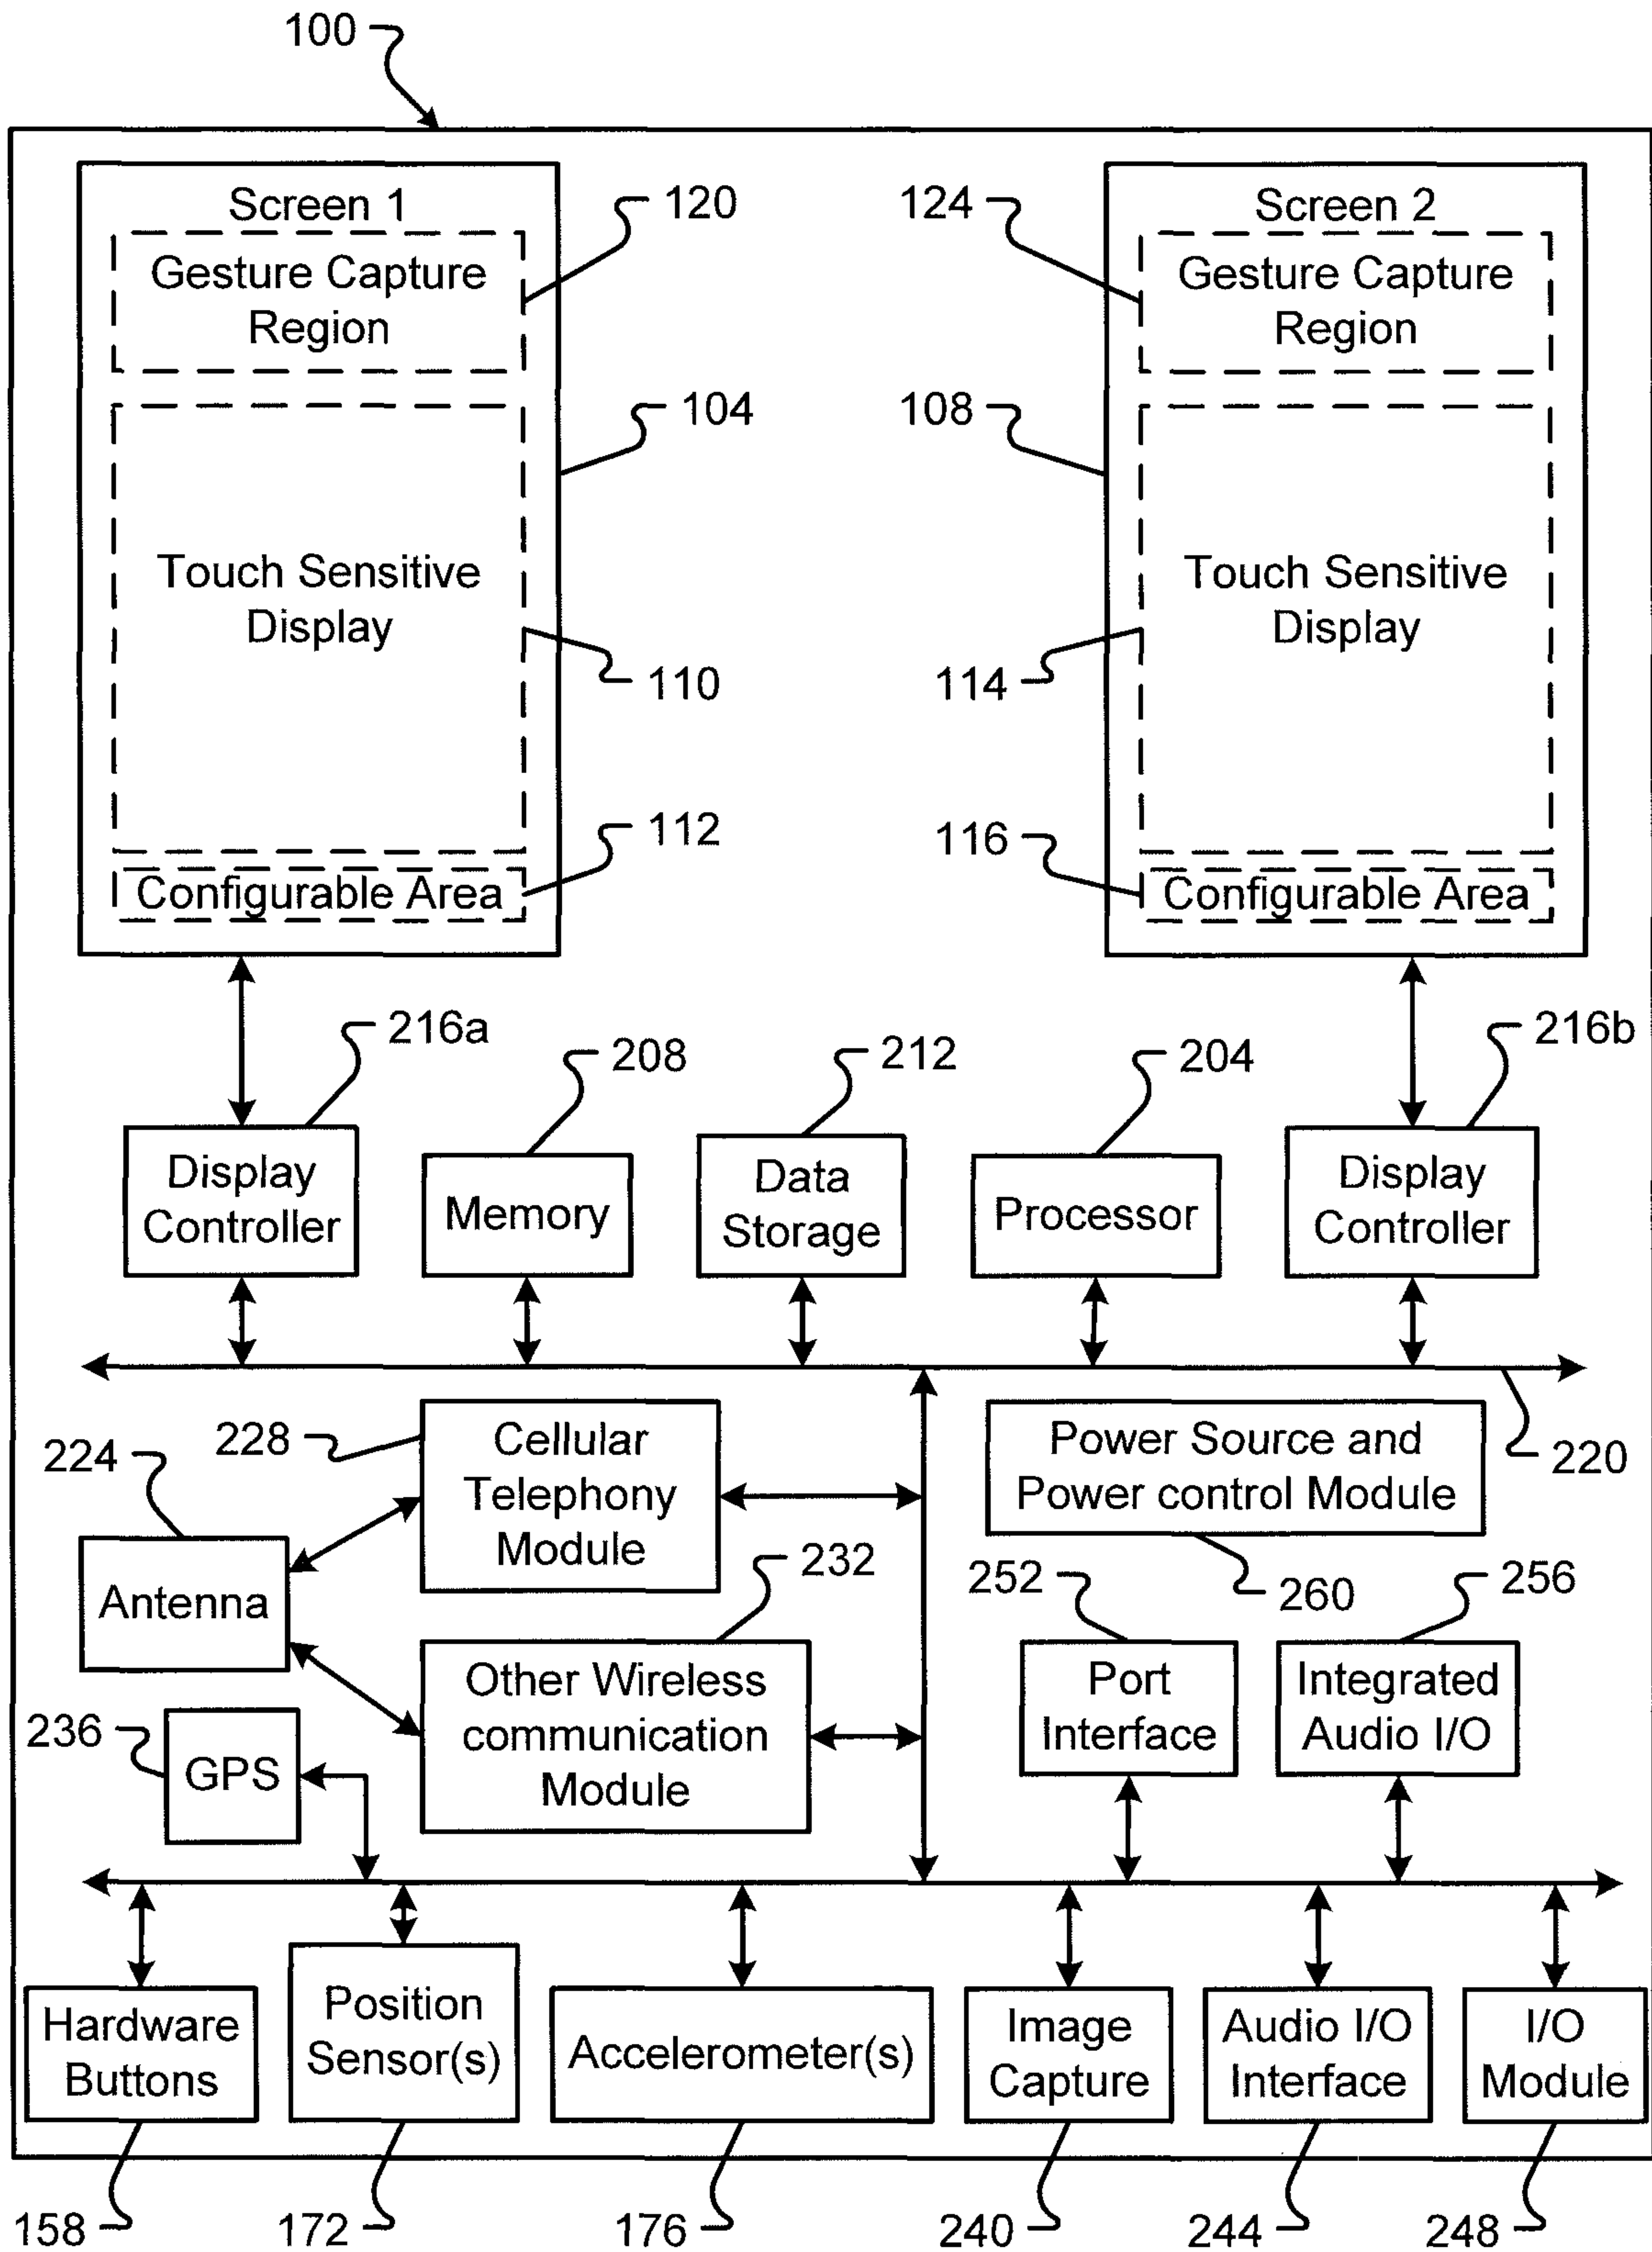 100
Screen 1
120
124
Screen 2
Gesture Capture
Region
Gesture Capture
Region
104
108
Touch Sensitive
Display
Touch Sensitive
Display
110
114
112
116
Configurable Area
Configurable Area
216a
208
212
204
216b
Display
Controller
Memory
Data
Storage
Processor
Display
Controller
228
Cellular
Telephony
Module
Power Source and
Power control Module
220
224
Antenna
232
252
260
256
Other Wireless
communication
Module
Port
Interface
Integrated
Audio I/O
236
GPS
Hardware
Buttons
Position
Sensor(s)
Accelerometer(s)
Image
Capture
Audio I/O
Interface
I/O
Module
158
172
176
240
244
248